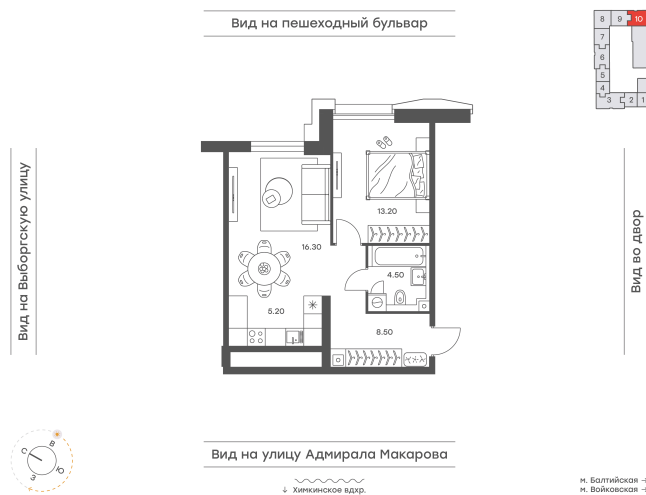 Вид на пешеходный бульвар
8 9 10
7
6
5
4
3 2 1
Вид на Выборгскую улицу
Вид во двор
13.20
16.30
4.50
5.20
8.50
С В
З Ю
Вид на улицу Адмирала Макарова
↓ Химкинское вдхр.
м. Балтийская
м. Войковская